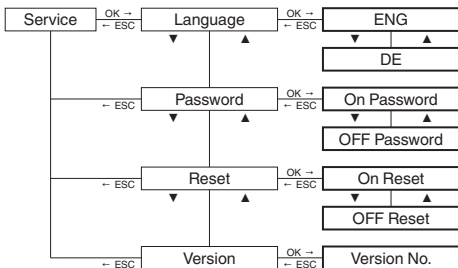 Service
OK →
← ESC
Language
OK →
← ESC
ENG
▼ ▲
▼ ▲
DE
← ESC
Password
OK →
← ESC
On Password
▼ ▲
▼ ▲
OFF Password
← ESC
Reset
OK →
← ESC
On Reset
▼ ▲
▼ ▲
OFF Reset
← ESC
Version
OK →
← ESC
Version No.